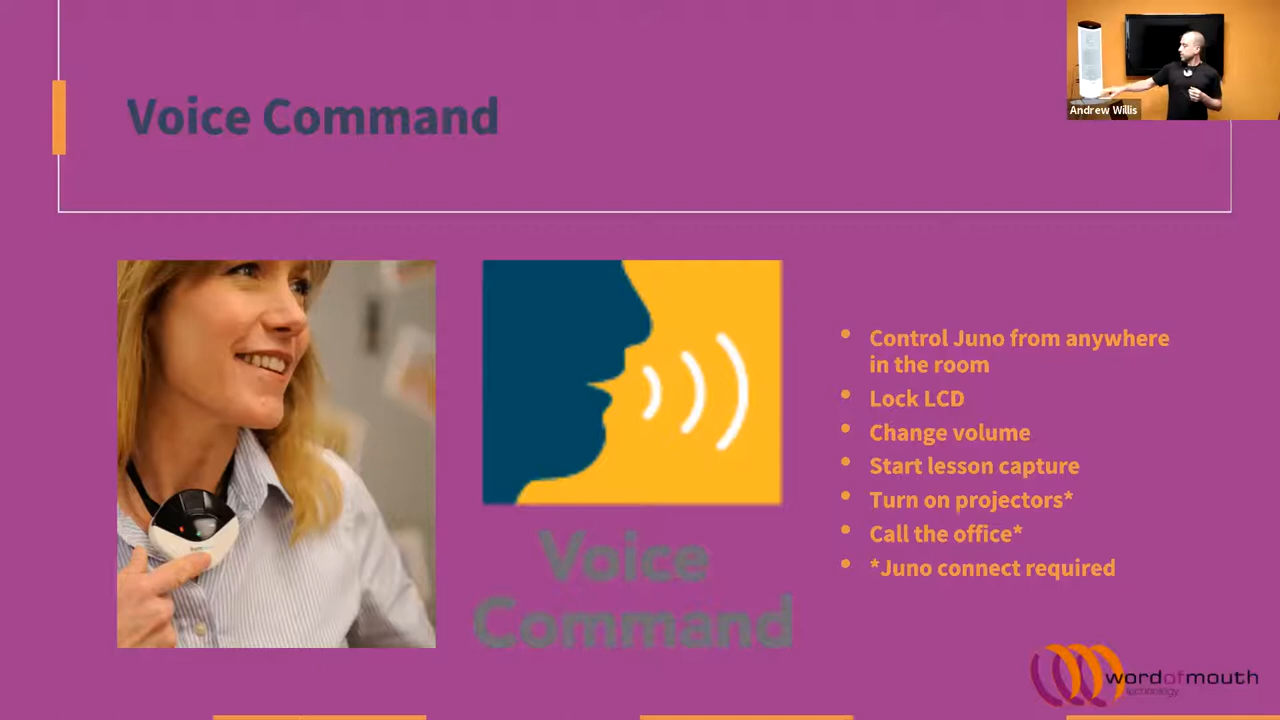 Voice Command
Andrew Willis
Control Juno from anywhere
in the room
Lock LCD
Change volume
Start lesson capture
Turn on projectors*
Call the office*
*Juno connect required
Voice
Command
wordofmouth
technology